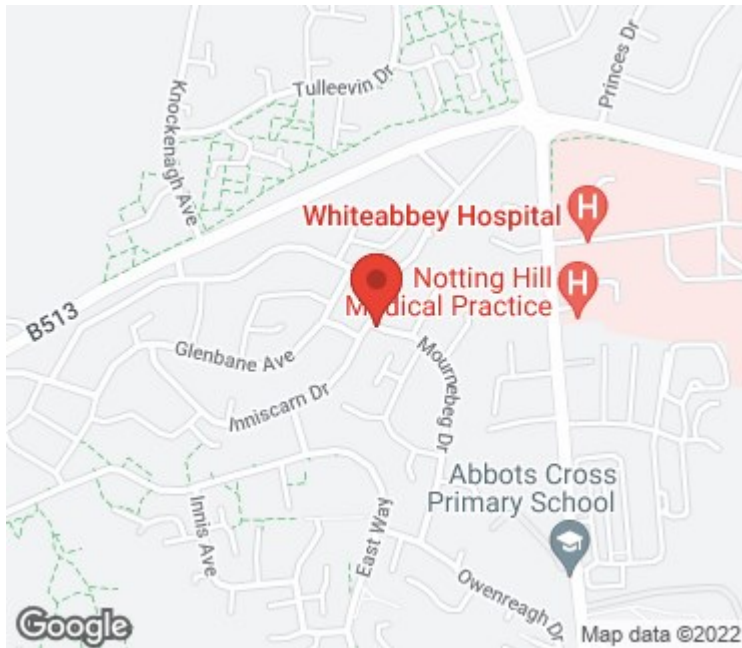 Tulleevin Dr
Princes Dr
Knockenagh Ave
Whiteabbey Hospital
H
Notting Hill
Medical Practice
H
B513
Glenbane Ave
Mournebeg Dr
Inniscarn Dr
Abbots Cross
Primary School
Innis Ave
East Way
Owenreagh Dr
Google
Map data ©2022